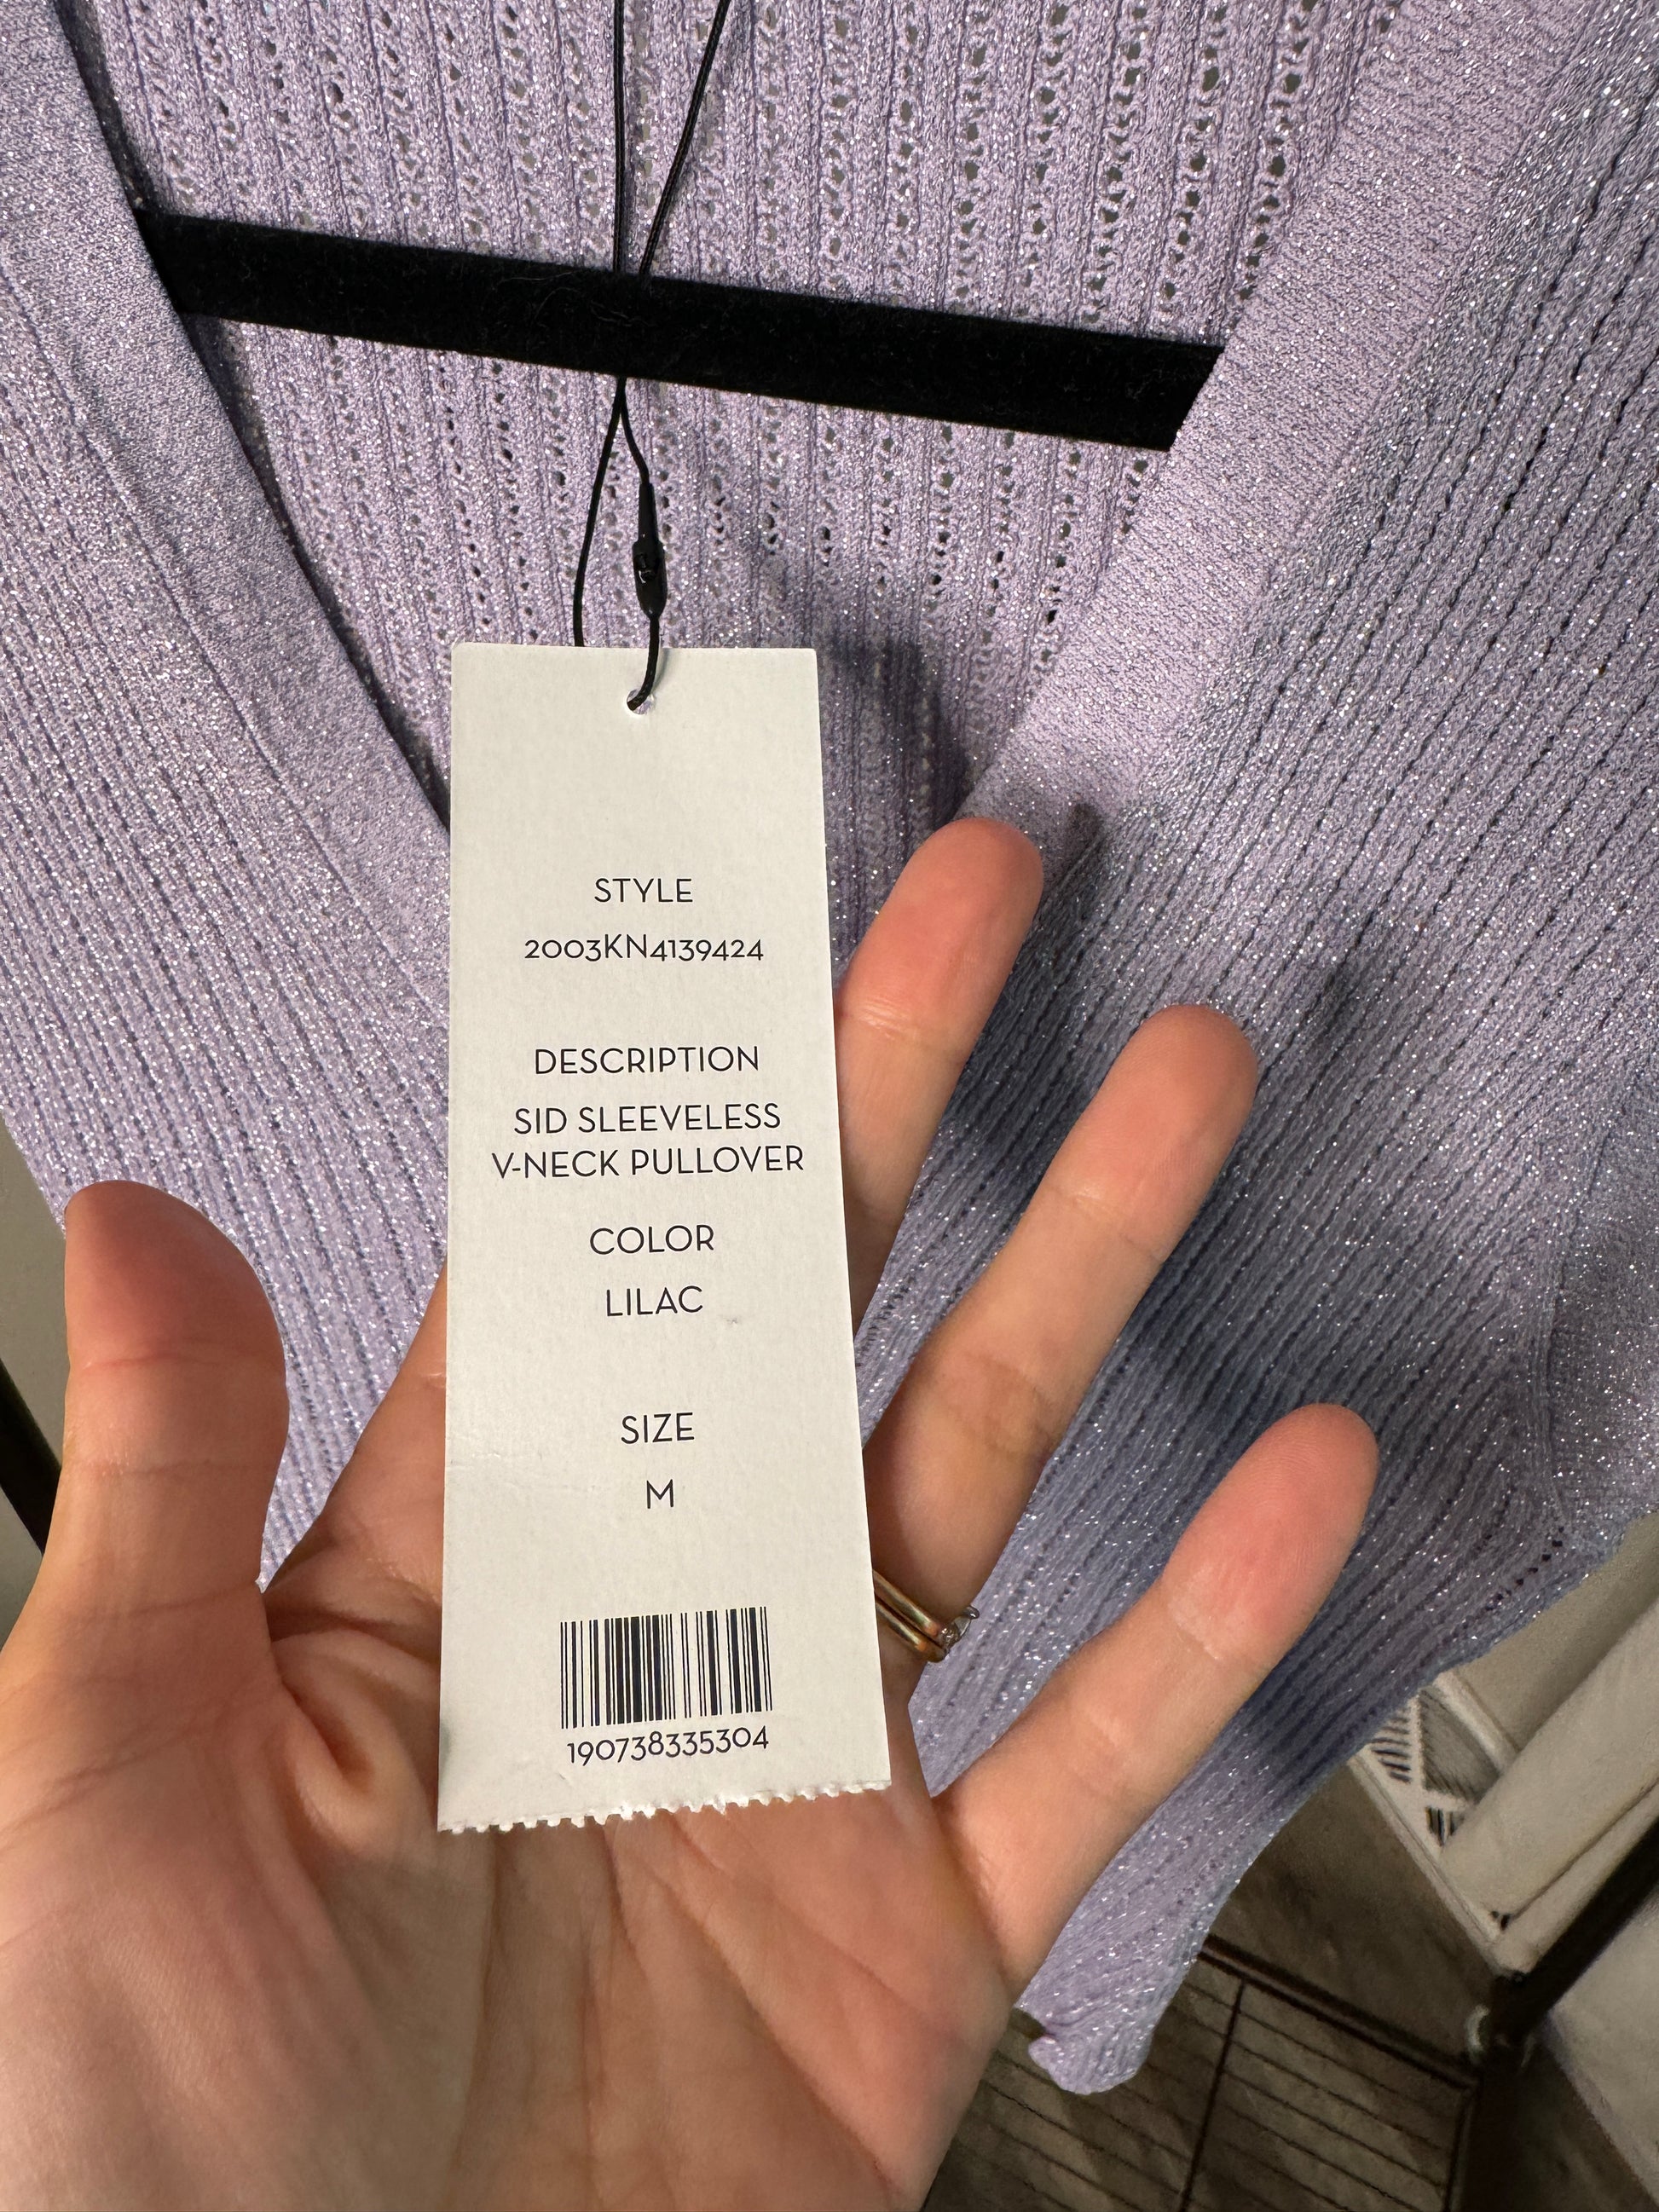 STYLE
2003KN4139424
DESCRIPTION
SID SLEEVELESS
V-NECK PULLOVER
COLOR
LILAC
SIZE
M
190738335304